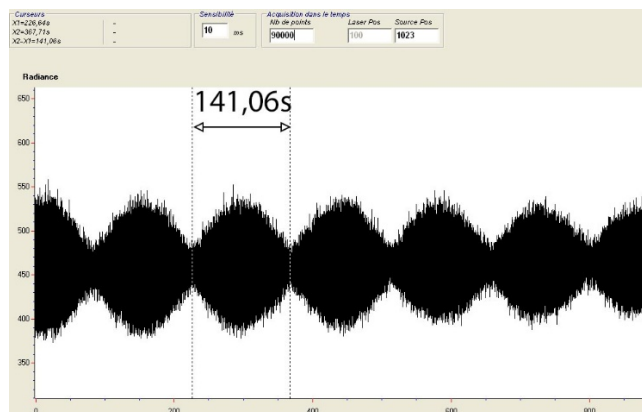 Curseurs
X1=226,64s -
X2=367,71s -
X2-X1=141,06s -
Sensibilité
10 ms
Acquisition dans le temps
Nb de points Laser Pos Source Pos
90000 100 1023
Radiance
141,06s
650
600
550
500
450
400
350
0 200 400 600 800